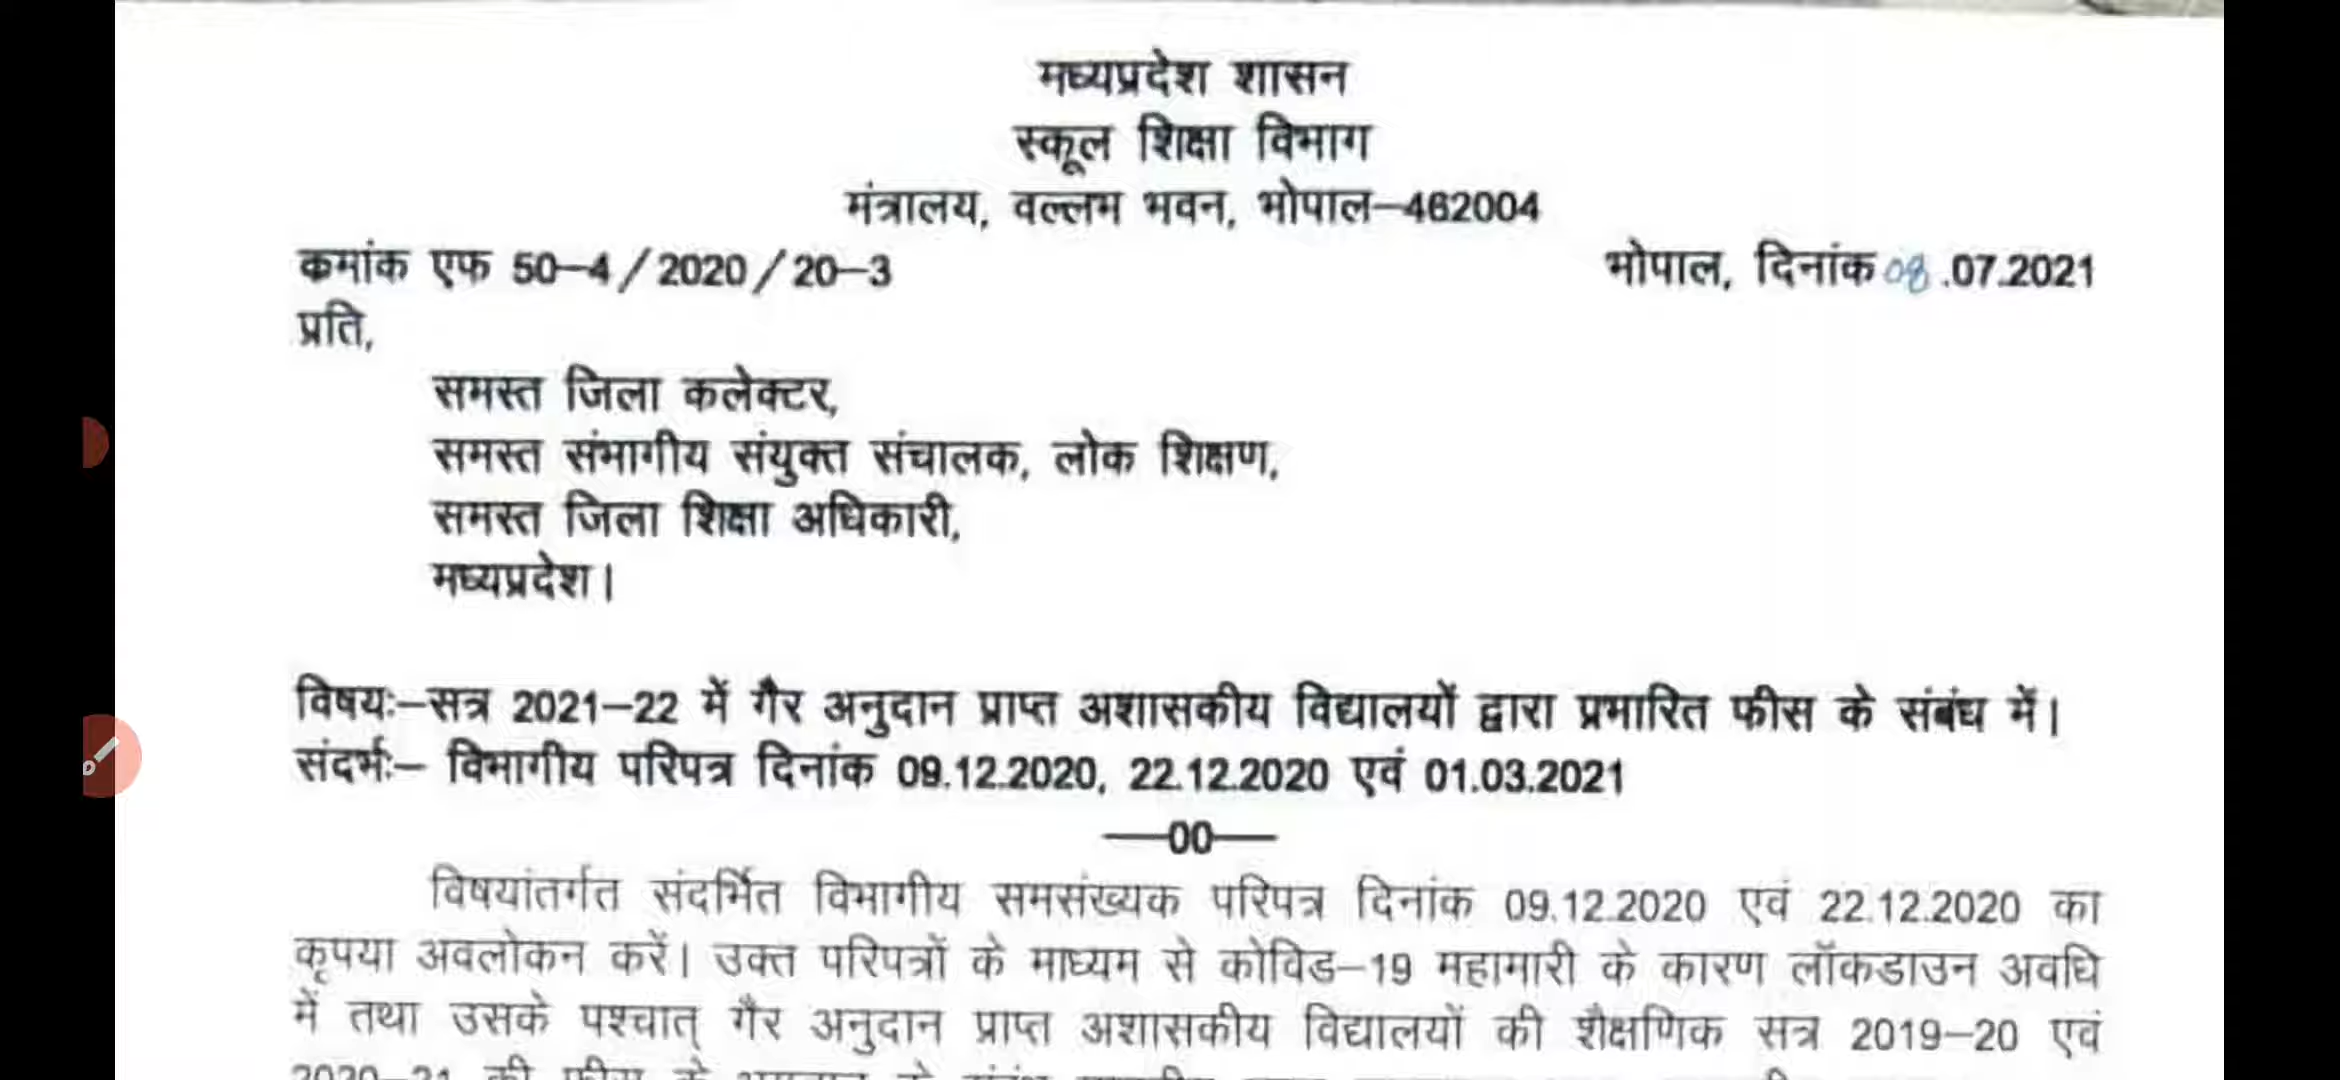 मध्यप्रदेश शासन
स्कूल शिक्षा विभाग
मंत्रालय, वल्लभ भवन, भोपाल–462004
क्रमांक एफ 50–4/2020/20–3 भोपाल, दिनांक 08.07.2021
प्रति,
समस्त जिला कलेक्टर,
समस्त संभागीय संयुक्त संचालक, लोक शिक्षण,
समस्त जिला शिक्षा अधिकारी,
मध्यप्रदेश।
विषयः–सत्र 2021–22 में गैर अनुदान प्राप्त अशासकीय विद्यालयों द्वारा प्रभारित फीस के संबंध में।
संदर्भः– विभागीय परिपत्र दिनांक 09.12.2020, 22.12.2020 एवं 01.03.2021
—00—
विषयांतर्गत संदर्भित विभागीय समसंख्यक परिपत्र दिनांक 09.12.2020 एवं 22.12.2020 का
कृपया अवलोकन करें। उक्त परिपत्रों के माध्यम से कोविड–19 महामारी के कारण लॉकडाउन अवधि
में तथा उसके पश्चात् गैर अनुदान प्राप्त अशासकीय विद्यालयों की शैक्षणिक सत्र 2019–20 एवं
2020–21 की फीस के